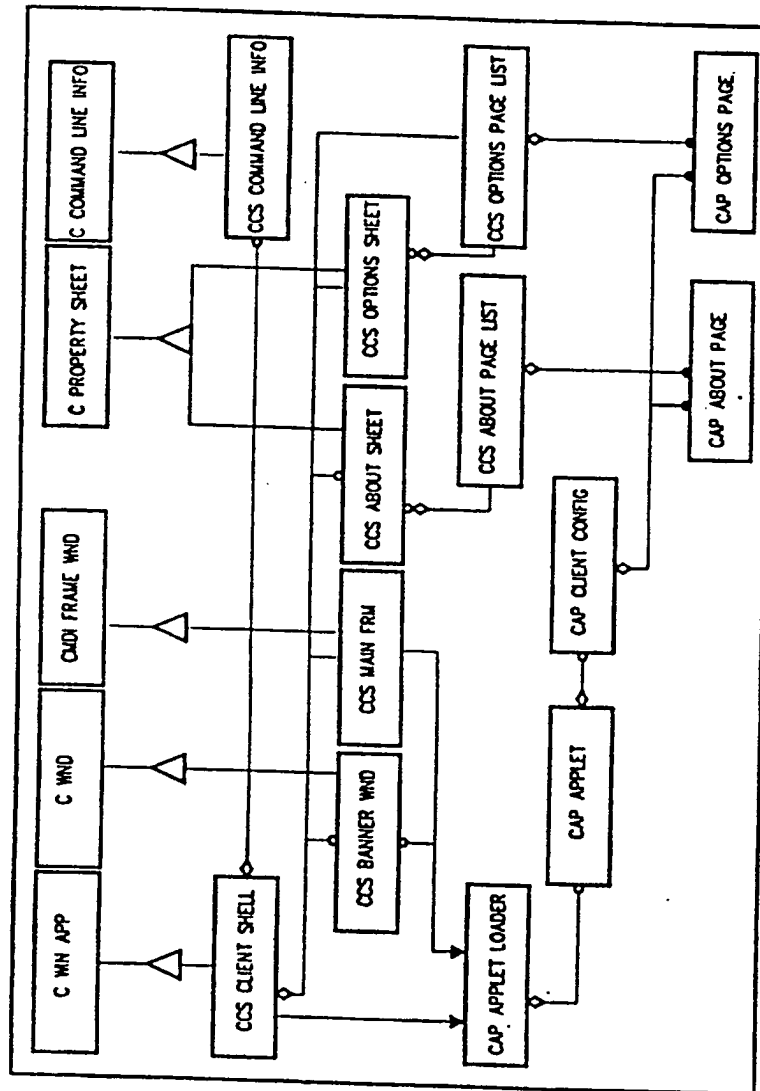 C WIN APP
C WND
CMDI FRAME WND
C PROPERTY SHEET
C COMMAND LINE INFO
CCS CLIENT SHELL
CCS COMMAND LINE INFO
CCS BANNER WND
CCS MAIN FRM
CCS ABOUT SHEET
CCS OPTIONS SHEET
CAP APPLET LOADER
CCS ABOUT PAGE LIST
CCS OPTIONS PAGE LIST
CAP APPLET
CAP CLIENT CONFIG
CAP ABOUT PAGE
CAP OPTIONS PAGE.